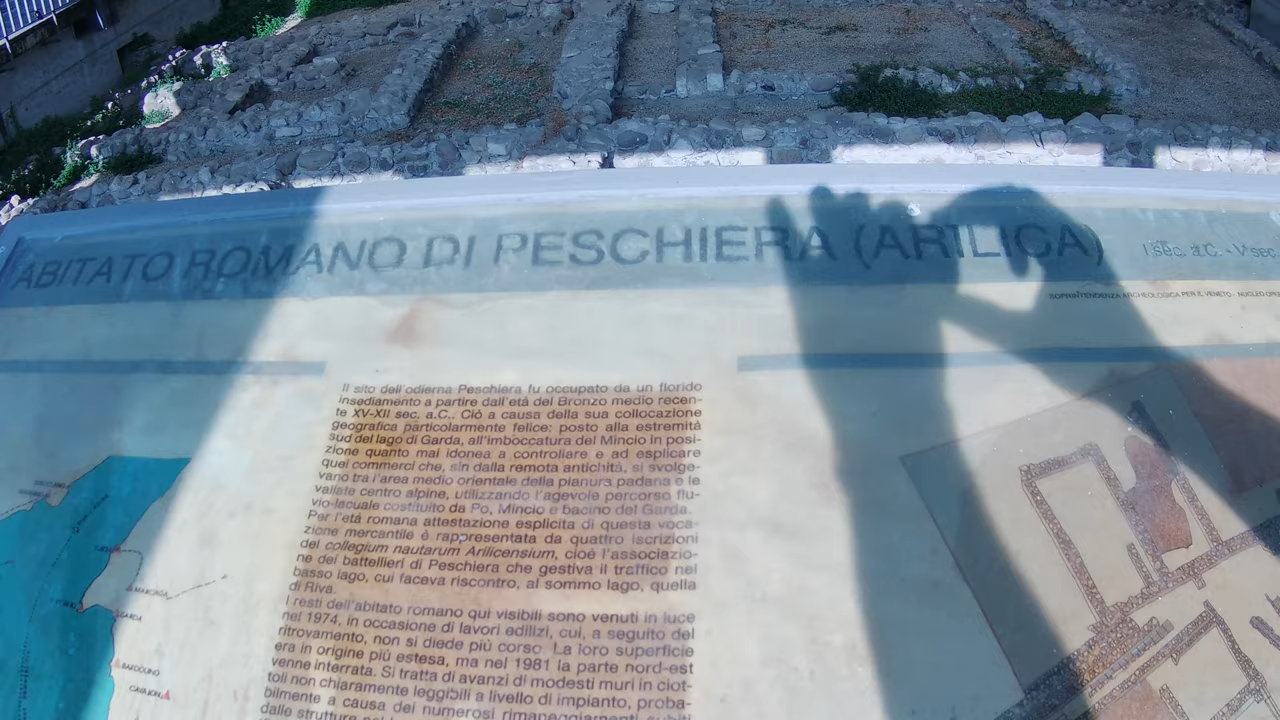 ABITATO ROMANO DI PESCHIERA (ARILICA)
I sec. a.C. - V sec.
SOPRINTENDENZA ARCHEOLOGICA PER IL VENETO - NUCLEO OPE
Il sito dell'odierna Peschiera fu occupato da un florido
insediamento a partire dall'età del Bronzo medio recen-
te XV-XII sec. a.C.. Ciò a causa della sua collocazione
geografica particolarmente felice: posto alla estremità
sud del lago di Garda, all'imboccatura del Mincio in posi-
zione quanto mai idonea a controllare e ad esplicare
quei commerci che, sin dalla remota antichità, si svolge-
vano tra l'area medio orientale della pianura padana e le
vallate centro alpine, utilizzando l'agevole percorso flu-
vio-lacuale costituito da Po, Mincio e bacino del Garda.
Per l'età romana attestazione esplicita di questa voca-
zione mercantile è rappresentata da quattro iscrizioni
del collegium nautarum Arilicensium, cioè l'associazio-
ne dei battellieri di Peschiera che gestiva il traffico nel
basso lago, cui faceva riscontro, al sommo lago, quella
di Riva.
I resti dell'abitato romano qui visibili sono venuti in luce
nel 1974, in occasione di lavori edilizi, cui, a seguito del
ritrovamento, non si diede più corso. La loro superficie
era in origine più estesa, ma nel 1981 la parte nord-est
venne interrata. Si tratta di avanzi di modesti muri in ciot-
toli non chiaramente leggibili a livello di impianto, proba-
bilmente a causa dei numerosi rimaneggiamenti subiti
dalle strutture
GARDA
BARDOLINO